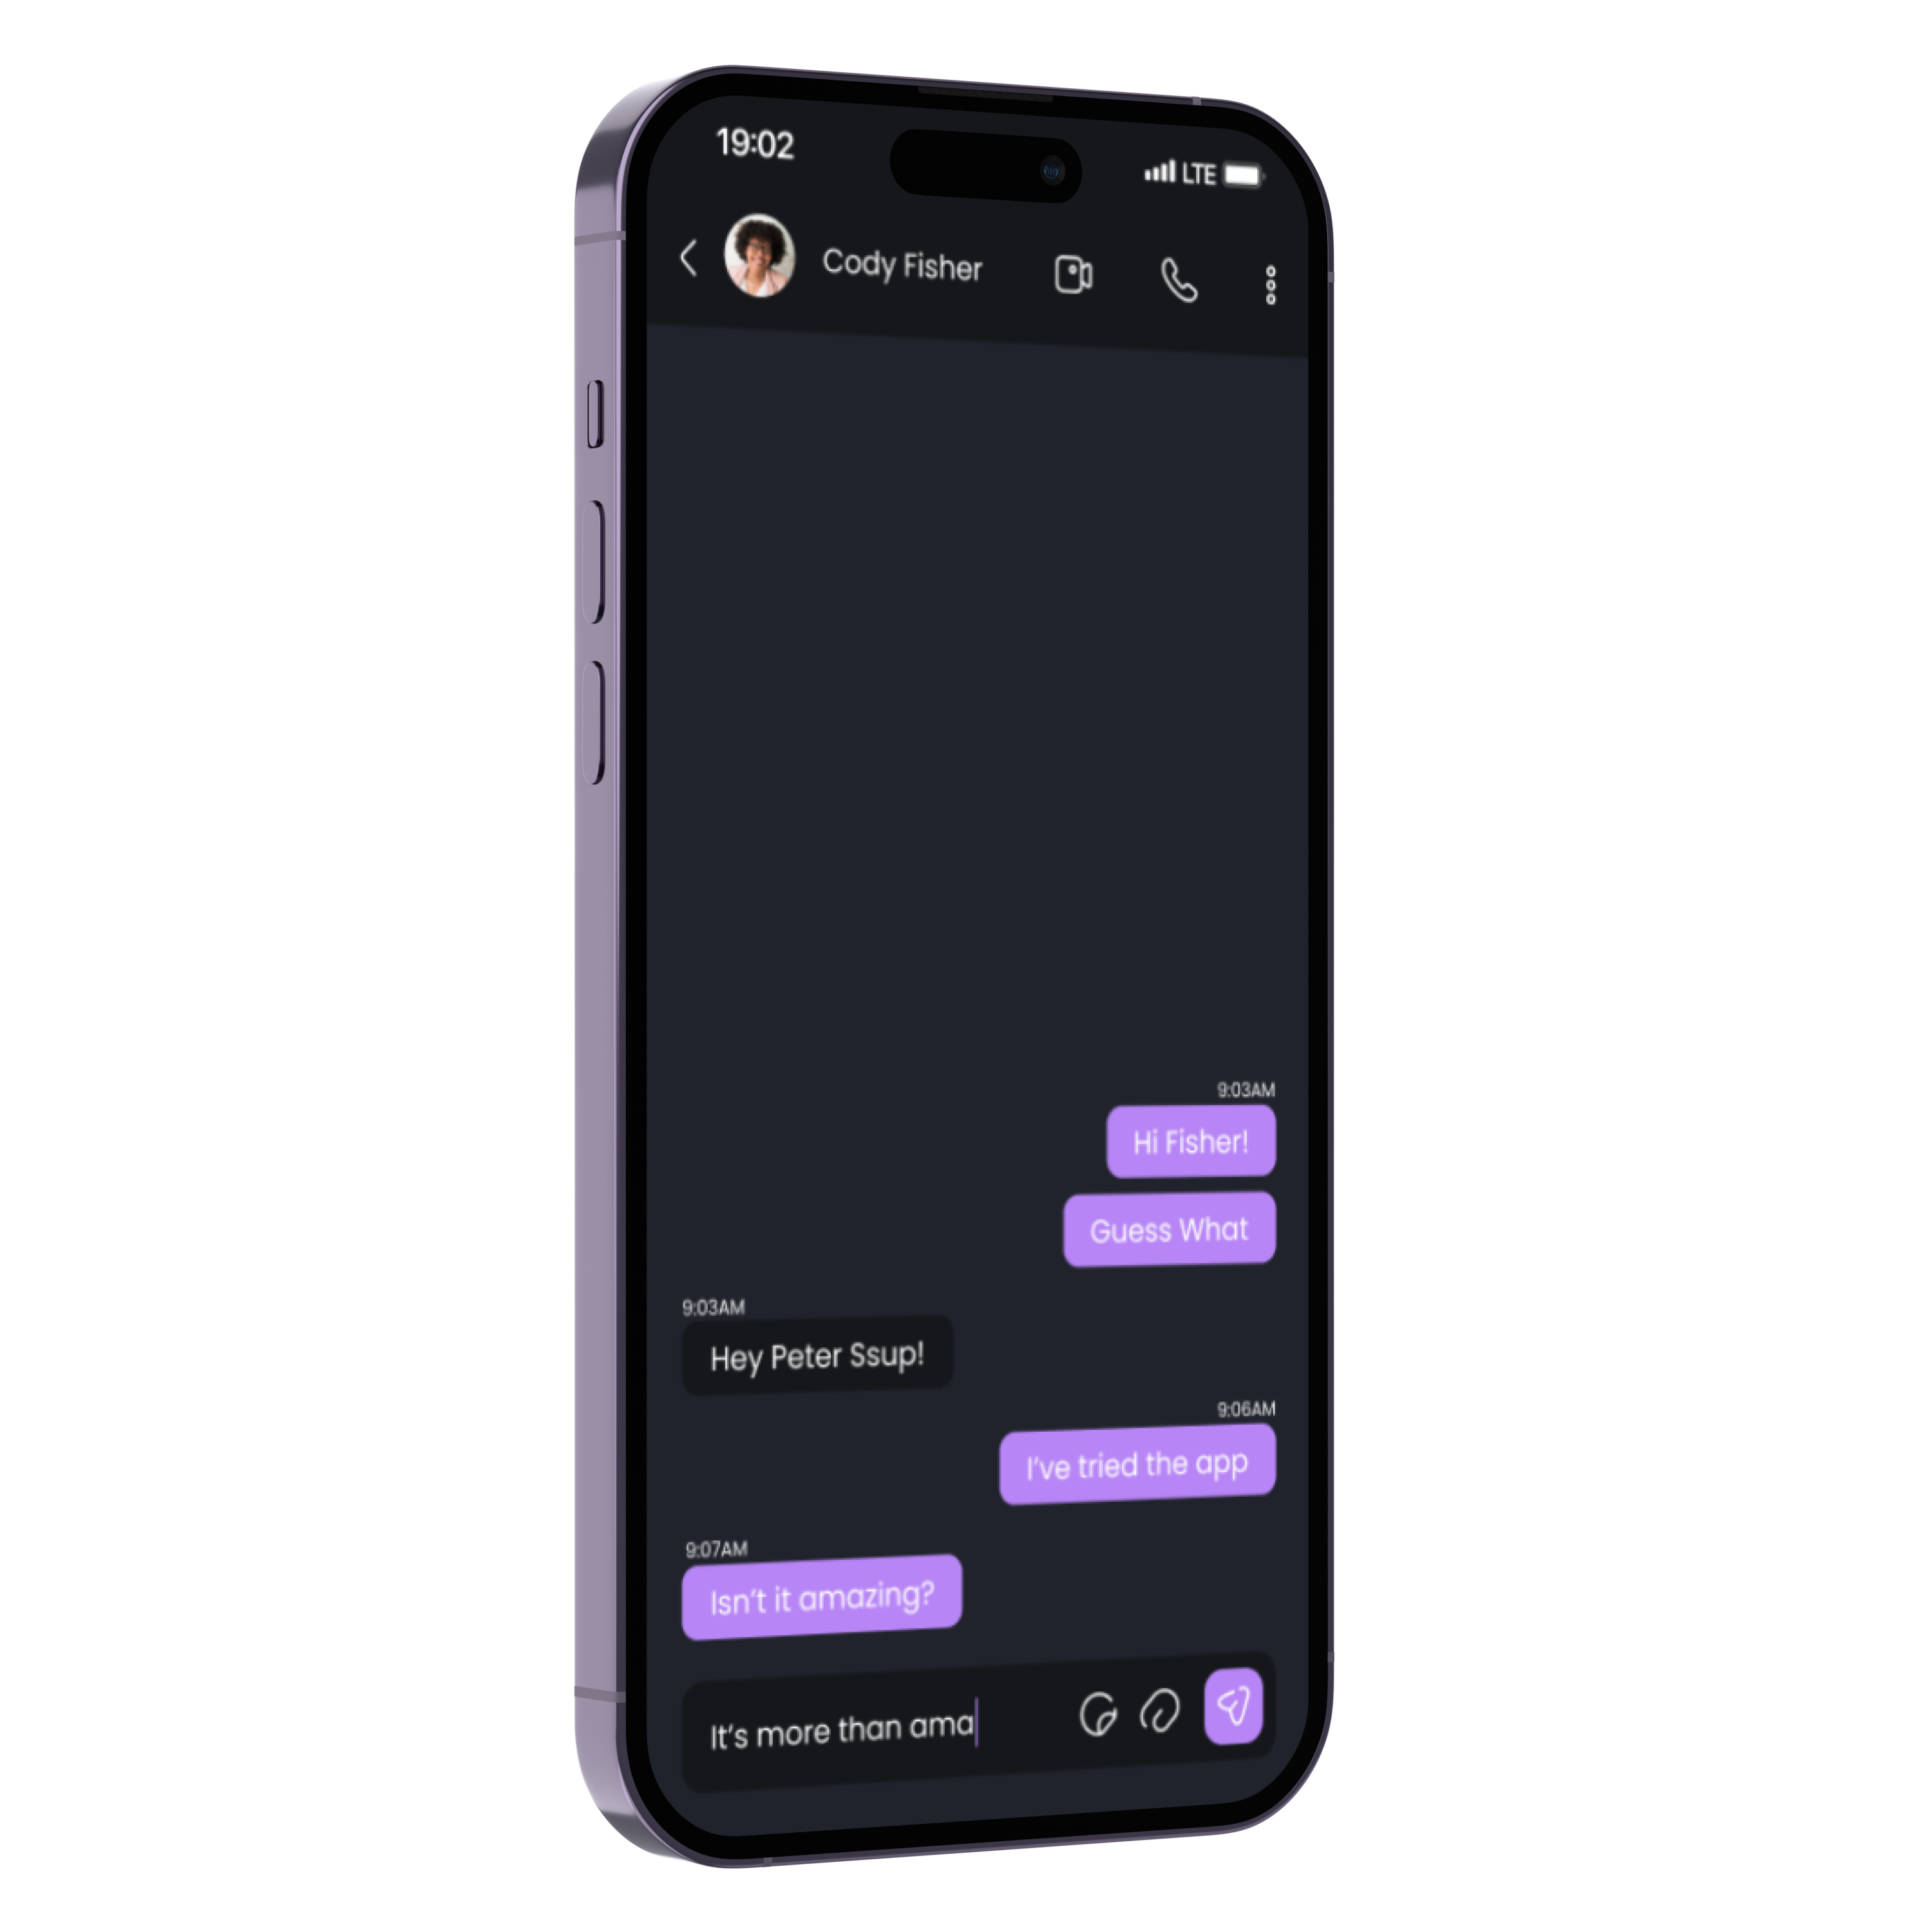 19:02
LTE
Cody Fisher
9:03AM
Hi Fisher!
Guess What
9:03AM
Hey Peter Ssup!
9:06AM
I've tried the app
9:07AM
Isn't it amazing?
It's more than ama